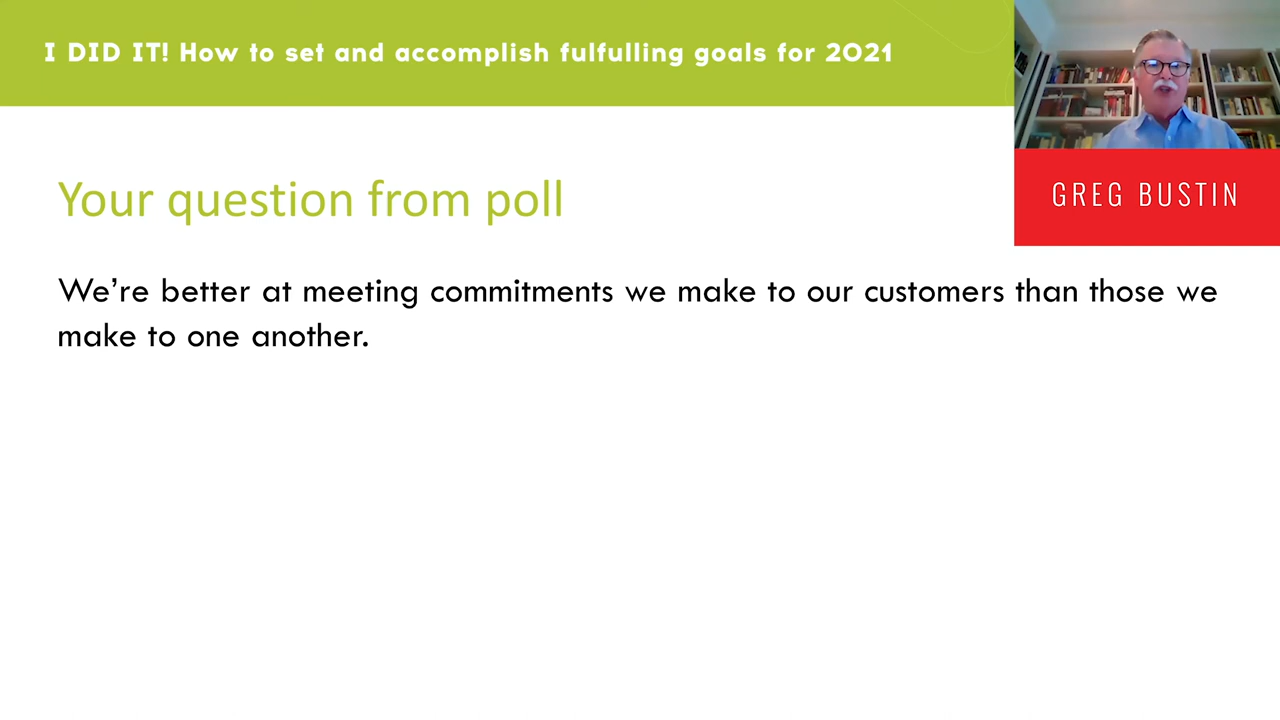 I DID IT! How to set and accomplish fulfulling goals for 2021
GREG BUSTIN
Your question from poll
We’re better at meeting commitments we make to our customers than those we
make to one another.